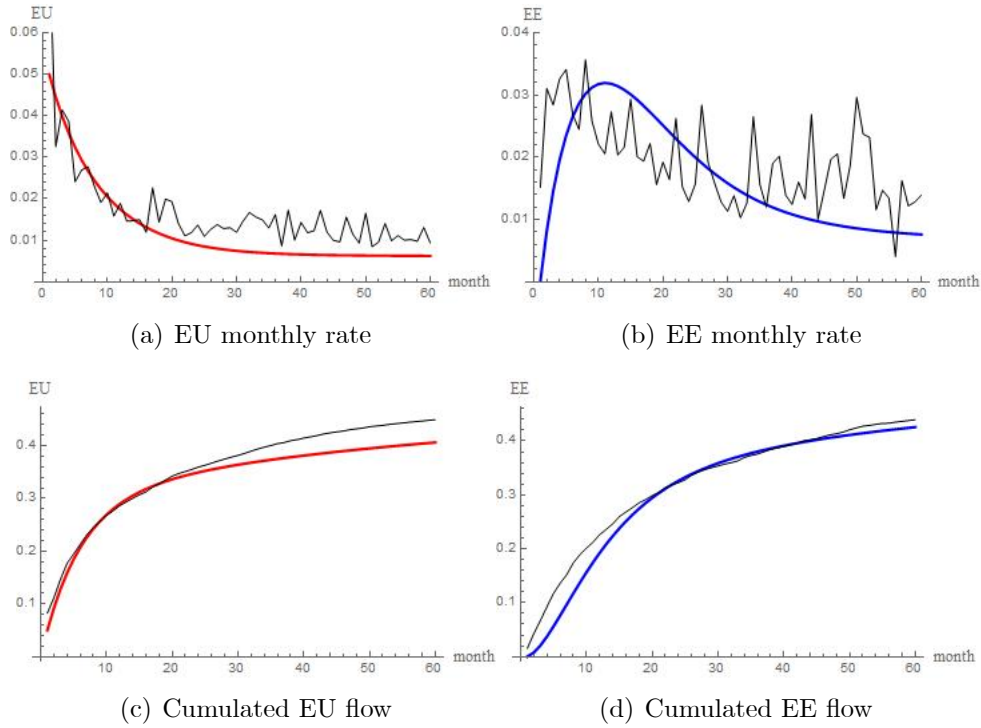 EU
0.06
0.05
0.04
0.03
0.02
0.01
0 10 20 30 40 50 60 month
(a) EU monthly rate
EE
0.04
0.03
0.02
0.01
0 10 20 30 40 50 60 month
(b) EE monthly rate
EU
0.4
0.3
0.2
0.1
10 20 30 40 50 60 month
(c) Cumulated EU flow
EE
0.4
0.3
0.2
0.1
10 20 30 40 50 60 month
(d) Cumulated EE flow